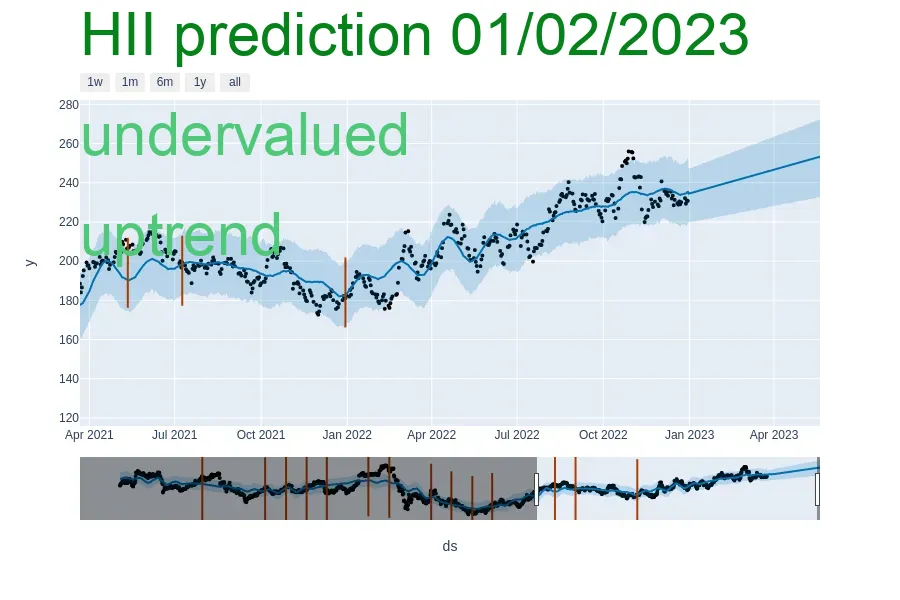 HII prediction 01/02/2023
1w 1m 6m 1y all
undervalued
uptrend
280
260
240
220
200
180
160
140
120
y
Apr 2021 Jul 2021 Oct 2021 Jan 2022 Apr 2022 Jul 2022 Oct 2022 Jan 2023 Apr 2023
ds